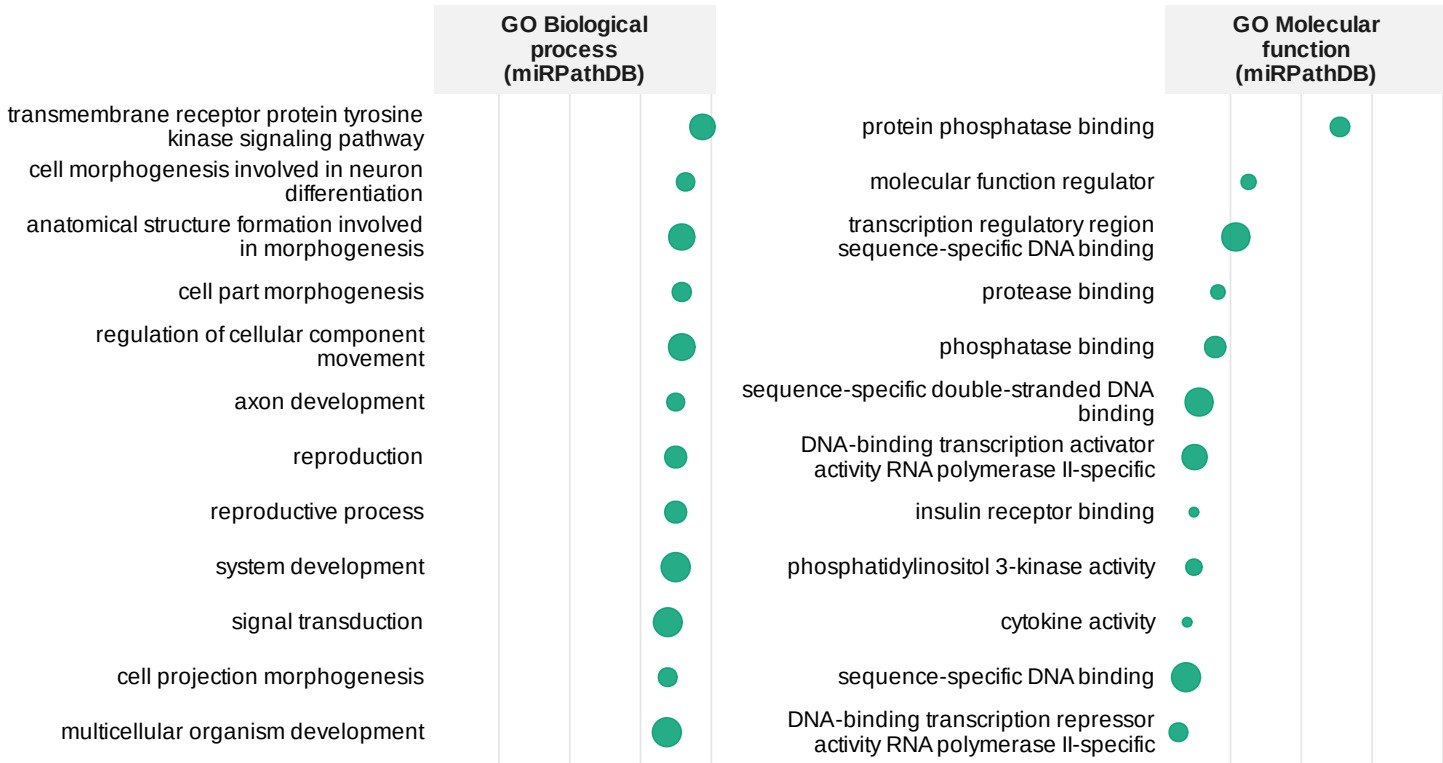 GO Biological
process
(miRPathDB)
transmembrane receptor protein tyrosine
kinase signaling pathway
cell morphogenesis involved in neuron
differentiation
anatomical structure formation involved
in morphogenesis
cell part morphogenesis
regulation of cellular component
movement
axon development
reproduction
reproductive process
system development
signal transduction
cell projection morphogenesis
multicellular organism development
GO Molecular
function
(miRPathDB)
protein phosphatase binding
molecular function regulator
transcription regulatory region
sequence-specific DNA binding
protease binding
phosphatase binding
sequence-specific double-stranded DNA
binding
DNA-binding transcription activator
activity RNA polymerase II-specific
insulin receptor binding
phosphatidylinositol 3-kinase activity
cytokine activity
sequence-specific DNA binding
DNA-binding transcription repressor
activity RNA polymerase II-specific